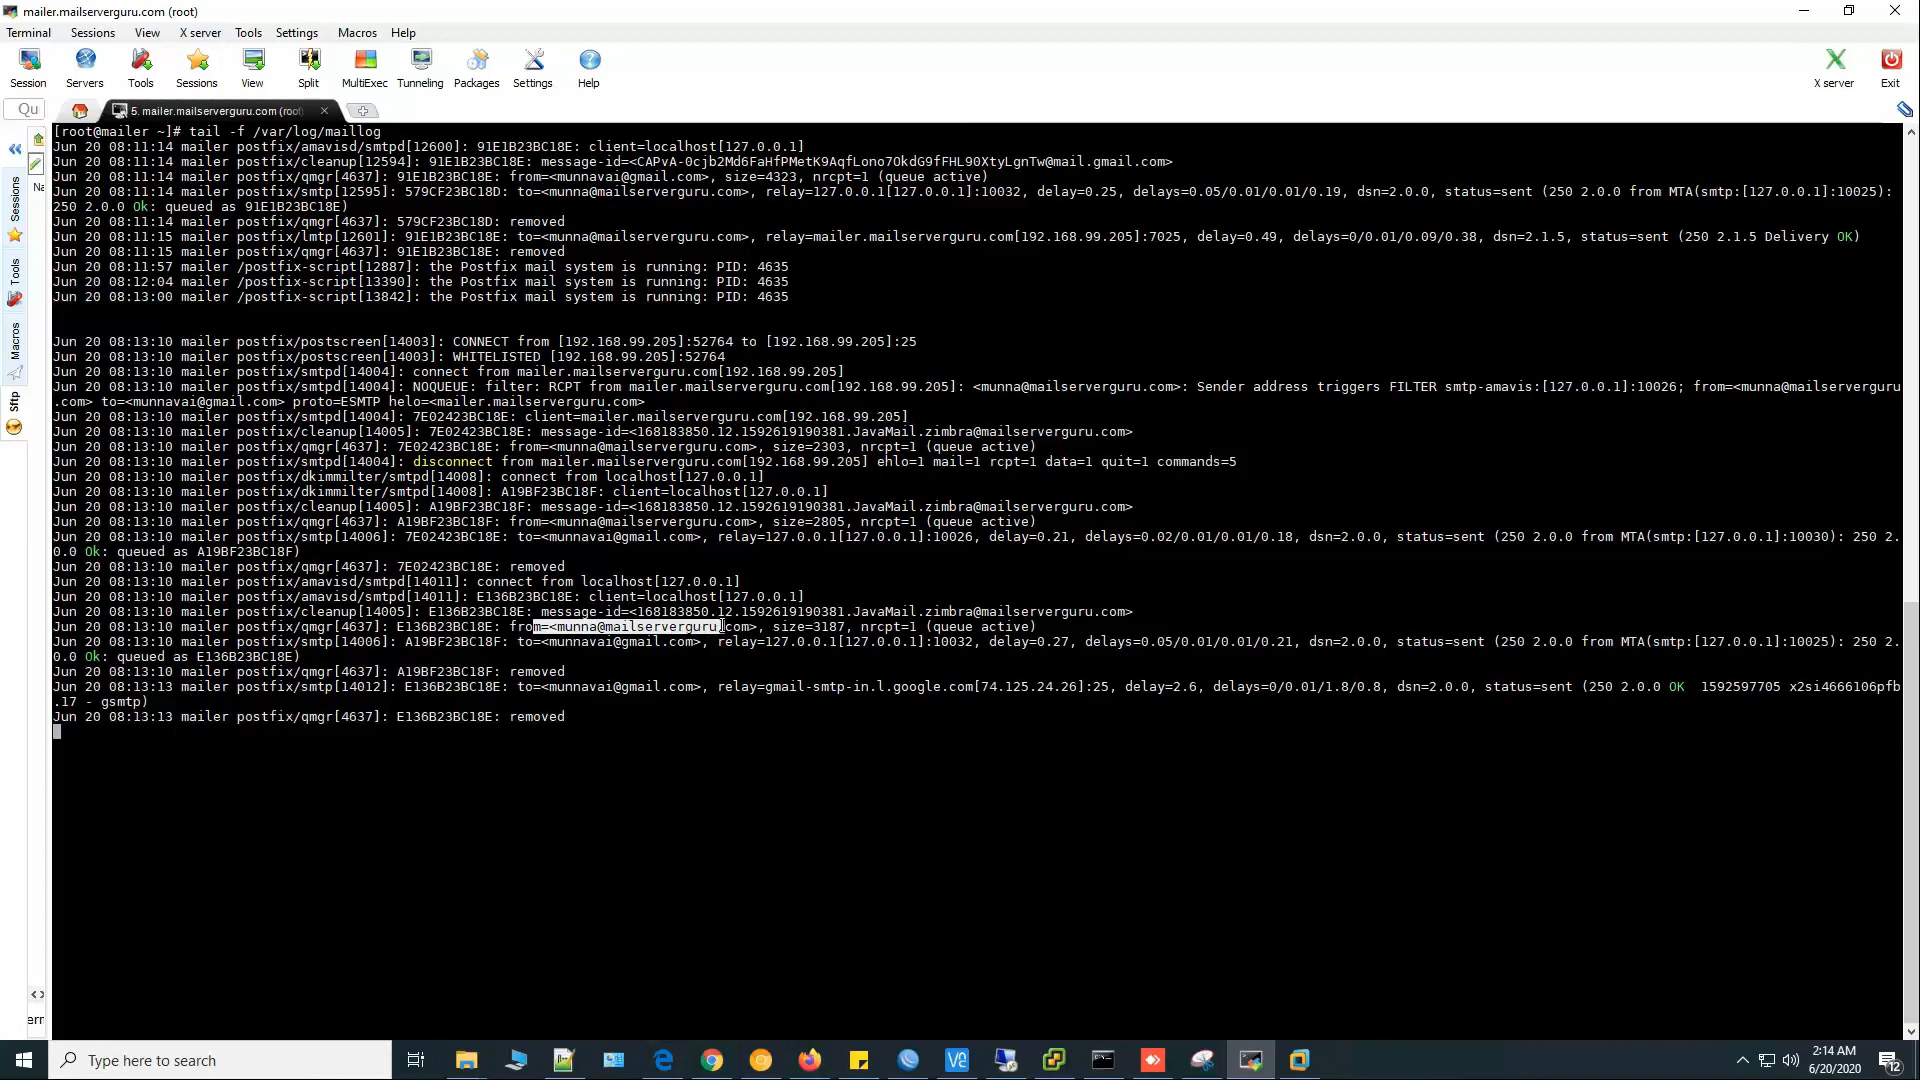 mailer.mailserverguru.com (root)
Terminal Sessions View X server Tools Settings Macros Help
Session Servers Tools Sessions View Split MultiExec Tunneling Packages Settings Help X server Exit
Qu 5. mailer.mailserverguru.com (root)
[root@mailer ~]# tail -f /var/log/maillog
Jun 20 08:11:14 mailer postfix/amavisd/smtpd[12600]: 91E1B23BC18E: client=localhost[127.0.0.1]
Jun 20 08:11:14 mailer postfix/cleanup[12594]: 91E1B23BC18E: message-id=<CAPvA-0cjb2Md6FaHfPMetK9AqfLono7OkdG9fFHL90XtyLgnTw@mail.gmail.com>
Jun 20 08:11:14 mailer postfix/qmgr[4637]: 91E1B23BC18E: from=<munnavai@gmail.com>, size=4323, nrcpt=1 (queue active)
Jun 20 08:11:14 mailer postfix/smtp[12595]: 579CF23BC18D: to=<munna@mailserverguru.com>, relay=127.0.0.1[127.0.0.1]:10032, delay=0.25, delays=0.05/0.01/0.01/0.19, dsn=2.0.0, status=sent (250 2.0.0 from MTA(smtp:[127.0.0.1]:10025):
250 2.0.0 Ok: queued as 91E1B23BC18E)
Jun 20 08:11:14 mailer postfix/qmgr[4637]: 579CF23BC18D: removed
Jun 20 08:11:15 mailer postfix/lmtp[12601]: 91E1B23BC18E: to=<munna@mailserverguru.com>, relay=mailer.mailserverguru.com[192.168.99.205]:7025, delay=0.49, delays=0/0.01/0.09/0.38, dsn=2.1.5, status=sent (250 2.1.5 Delivery OK)
Jun 20 08:11:15 mailer postfix/qmgr[4637]: 91E1B23BC18E: removed
Jun 20 08:11:57 mailer /postfix-script[12887]: the Postfix mail system is running: PID: 4635
Jun 20 08:12:04 mailer /postfix-script[13390]: the Postfix mail system is running: PID: 4635
Jun 20 08:13:00 mailer /postfix-script[13842]: the Postfix mail system is running: PID: 4635
Jun 20 08:13:10 mailer postfix/postscreen[14003]: CONNECT from [192.168.99.205]:52764 to [192.168.99.205]:25
Jun 20 08:13:10 mailer postfix/postscreen[14003]: WHITELISTED [192.168.99.205]:52764
Jun 20 08:13:10 mailer postfix/smtpd[14004]: connect from mailer.mailserverguru.com[192.168.99.205]
Jun 20 08:13:10 mailer postfix/smtpd[14004]: NOQUEUE: filter: RCPT from mailer.mailserverguru.com[192.168.99.205]: <munna@mailserverguru.com>: Sender address triggers FILTER smtp-amavis:[127.0.0.1]:10026; from=<munna@mailserverguru
.com> to=<munnavai@gmail.com> proto=ESMTP helo=<mailer.mailserverguru.com>
Jun 20 08:13:10 mailer postfix/smtpd[14004]: 7E02423BC18E: client=mailer.mailserverguru.com[192.168.99.205]
Jun 20 08:13:10 mailer postfix/cleanup[14005]: 7E02423BC18E: message-id=<168183850.12.1592619190381.JavaMail.zimbra@mailserverguru.com>
Jun 20 08:13:10 mailer postfix/qmgr[4637]: 7E02423BC18E: from=<munna@mailserverguru.com>, size=2303, nrcpt=1 (queue active)
Jun 20 08:13:10 mailer postfix/smtpd[14004]: disconnect from mailer.mailserverguru.com[192.168.99.205] ehlo=1 mail=1 rcpt=1 data=1 quit=1 commands=5
Jun 20 08:13:10 mailer postfix/dkimmilter/smtpd[14008]: connect from localhost[127.0.0.1]
Jun 20 08:13:10 mailer postfix/dkimmilter/smtpd[14008]: A19BF23BC18F: client=localhost[127.0.0.1]
Jun 20 08:13:10 mailer postfix/cleanup[14005]: A19BF23BC18F: message-id=<168183850.12.1592619190381.JavaMail.zimbra@mailserverguru.com>
Jun 20 08:13:10 mailer postfix/qmgr[4637]: A19BF23BC18F: from=<munna@mailserverguru.com>, size=2805, nrcpt=1 (queue active)
Jun 20 08:13:10 mailer postfix/smtp[14006]: 7E02423BC18E: to=<munnavai@gmail.com>, relay=127.0.0.1[127.0.0.1]:10026, delay=0.21, delays=0.02/0.01/0.01/0.18, dsn=2.0.0, status=sent (250 2.0.0 from MTA(smtp:[127.0.0.1]:10030): 250 2.
0.0 Ok: queued as A19BF23BC18F)
Jun 20 08:13:10 mailer postfix/qmgr[4637]: 7E02423BC18E: removed
Jun 20 08:13:10 mailer postfix/amavisd/smtpd[14011]: connect from localhost[127.0.0.1]
Jun 20 08:13:10 mailer postfix/amavisd/smtpd[14011]: E136B23BC18E: client=localhost[127.0.0.1]
Jun 20 08:13:10 mailer postfix/cleanup[14005]: E136B23BC18E: message-id=<168183850.12.1592619190381.JavaMail.zimbra@mailserverguru.com>
Jun 20 08:13:10 mailer postfix/qmgr[4637]: E136B23BC18E: from=<munna@mailserverguru.com>, size=3187, nrcpt=1 (queue active)
Jun 20 08:13:10 mailer postfix/smtp[14006]: A19BF23BC18F: to=<munnavai@gmail.com>, relay=127.0.0.1[127.0.0.1]:10032, delay=0.27, delays=0.05/0.01/0.01/0.21, dsn=2.0.0, status=sent (250 2.0.0 from MTA(smtp:[127.0.0.1]:10025): 250 2.
0.0 Ok: queued as E136B23BC18E)
Jun 20 08:13:10 mailer postfix/qmgr[4637]: A19BF23BC18F: removed
Jun 20 08:13:13 mailer postfix/smtp[14012]: E136B23BC18E: to=<munnavai@gmail.com>, relay=gmail-smtp-in.l.google.com[74.125.24.26]:25, delay=2.6, delays=0/0.01/1.8/0.8, dsn=2.0.0, status=sent (250 2.0.0 OK  1592597705 x2si4666106pfb
.17 - gsmtp)
Jun 20 08:13:13 mailer postfix/qmgr[4637]: E136B23BC18E: removed
Sessions
Tools
Macros
Sftp
Na
Type here to search
2:14 AM
6/20/2020
12